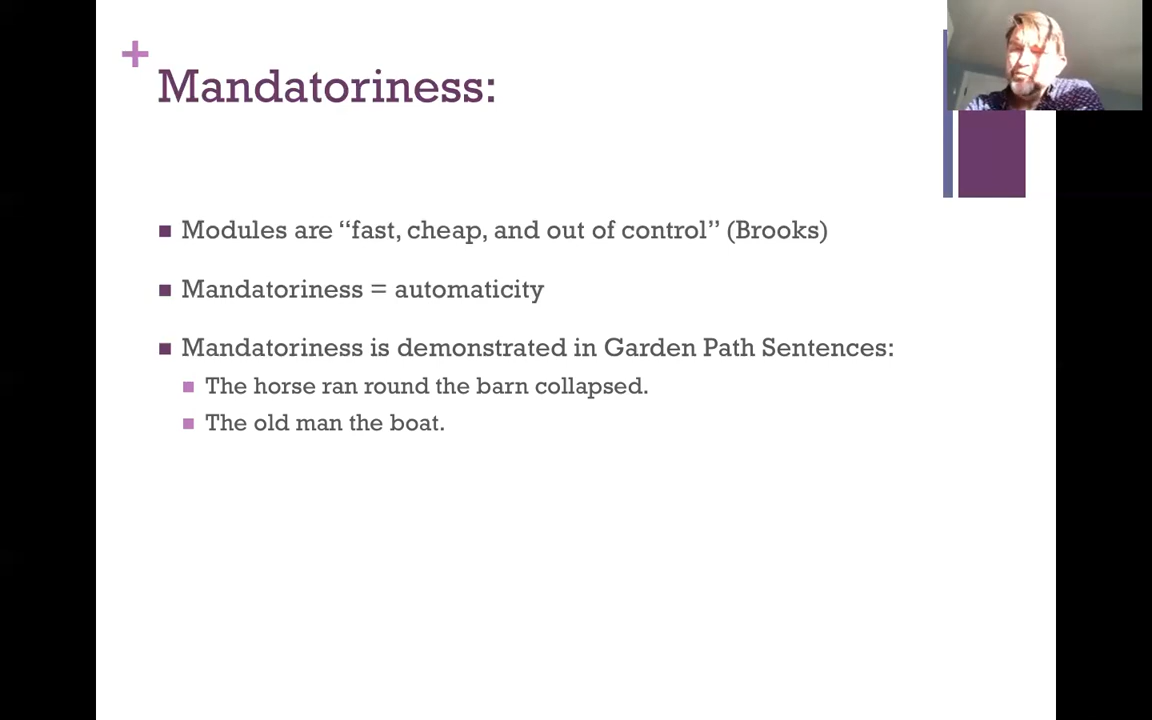 +
Mandatoriness:
Modules are “fast, cheap, and out of control” (Brooks)
Mandatoriness = automaticity
Mandatoriness is demonstrated in Garden Path Sentences:
The horse ran round the barn collapsed.
The old man the boat.